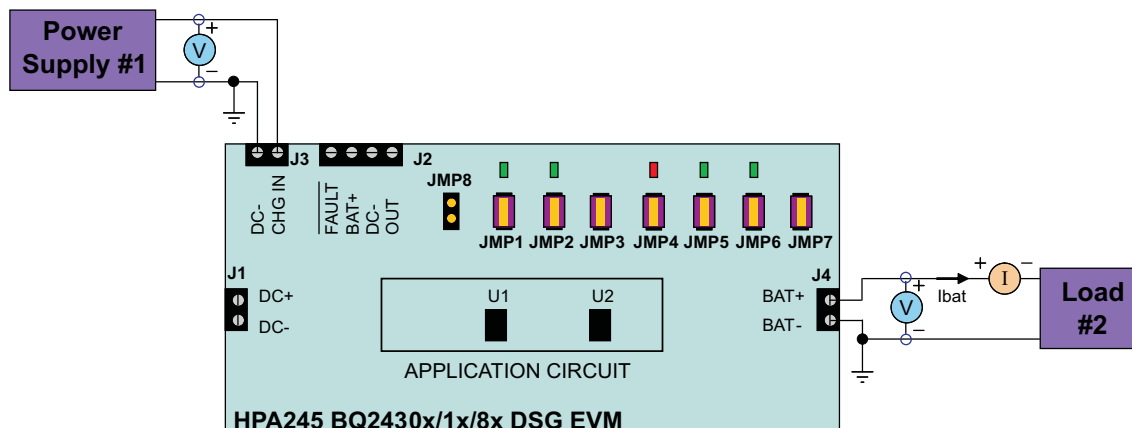 Power
Supply #1
+
V
−
J3
J2
DC-
CHG IN
FAULT
BAT+
DC-
OUT
JMP8
JMP1
JMP2
JMP3
JMP4
JMP5
JMP6
JMP7
J1
DC+
DC-
U1
U2
APPLICATION CIRCUIT
J4
BAT+
BAT-
+
V
−
Ibat
+
I
−
Load
#2
HPA245 BQ2430x/1x/8x DSG EVM